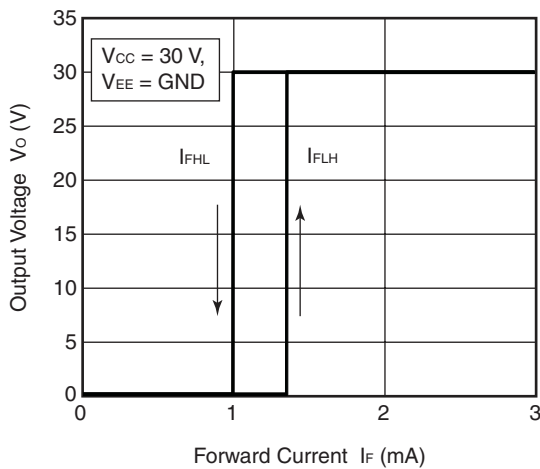 35
30
25
20
15
10
5
0
Output Voltage VO (V)
VCC = 30 V,
VEE = GND
IFHL
IFLH
0
1
2
3
Forward Current IF (mA)